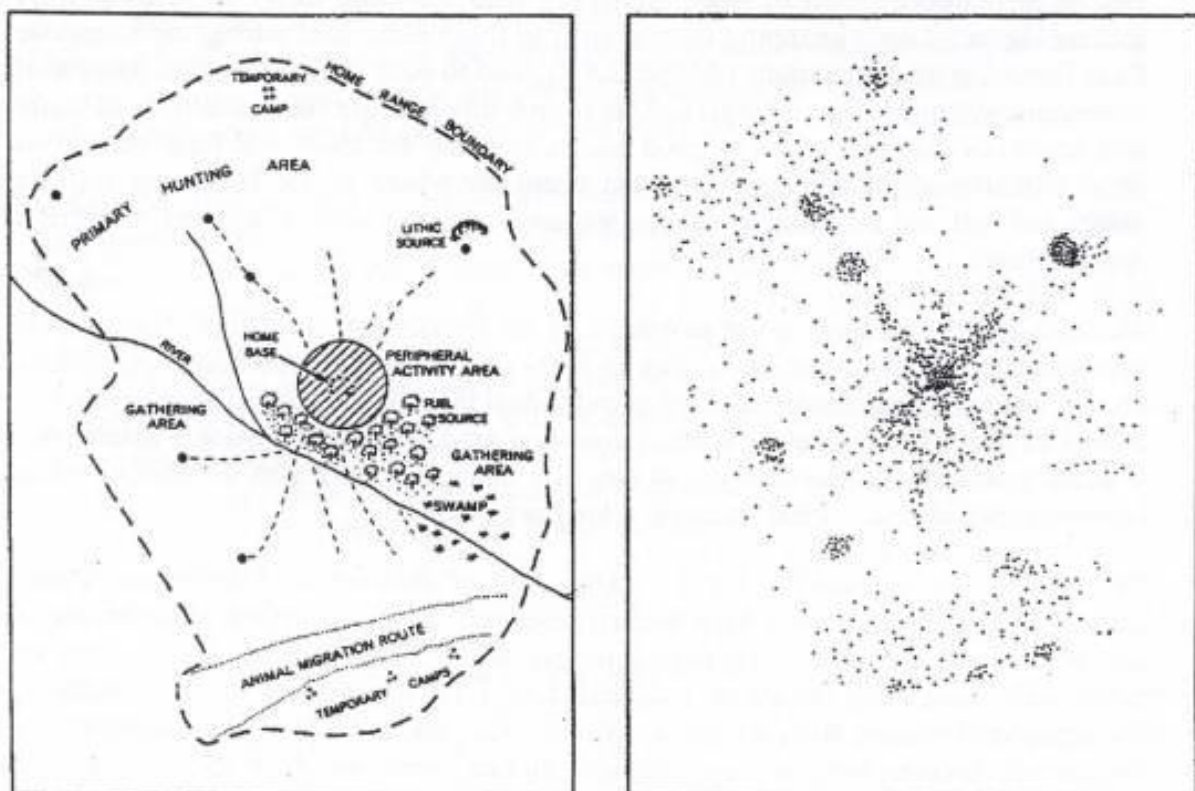 TEMPORARY
CAMPS
HOME RANGE BOUNDARY
PRIMARY HUNTING AREA
LITHIC
SOURCE
RIVER
HOME
BASE
PERIPHERAL
ACTIVITY AREA
GATHERING
AREA
FUEL
SOURCE
GATHERING
AREA
SWAMP
ANIMAL MIGRATION ROUTE
TEMPORARY CAMPS